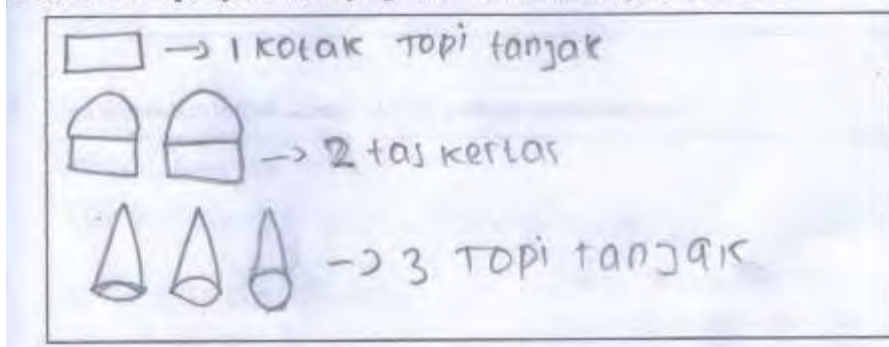 → 1 kotak Topi tanjak
→ 2 tas kertas
→ 3 Topi tanjak